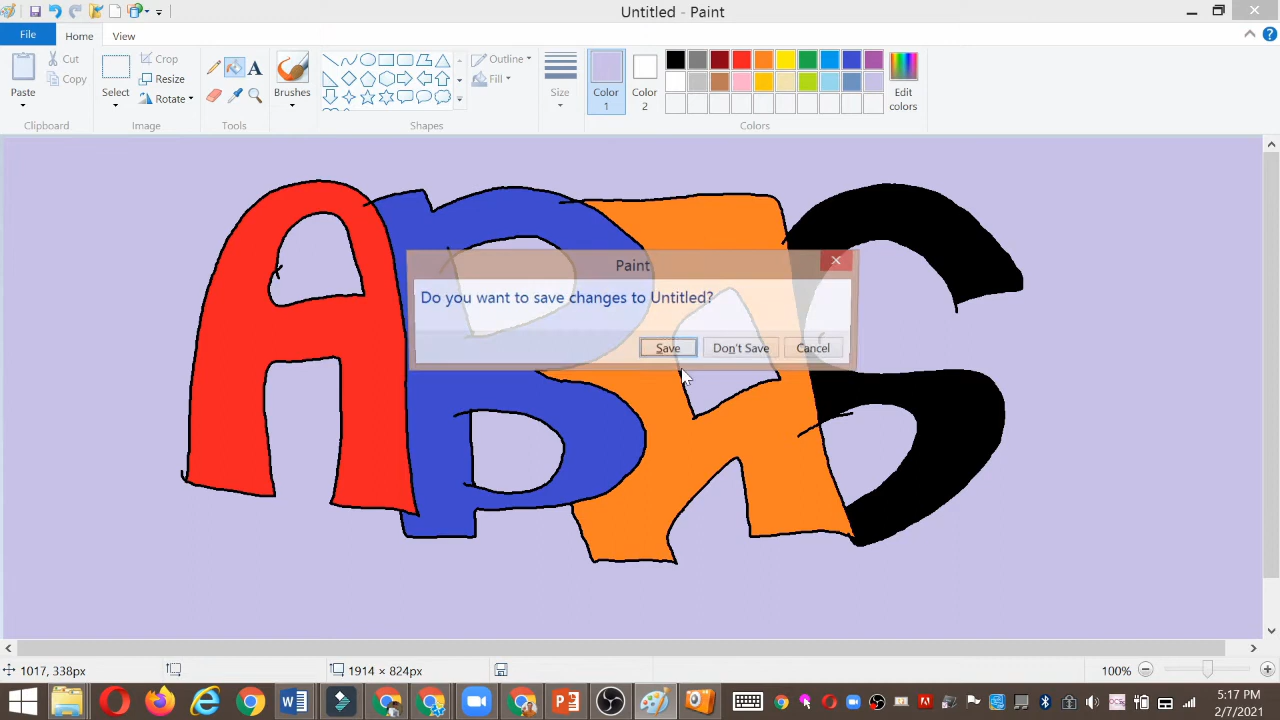 Untitled - Paint
File
Home
View
Paste
Cut
Copy
Clipboard
Select
Crop
Resize
Rotate
Image
A
Tools
Brushes
Outline
Fill
Shapes
Size
Color
1
Color
2
Edit
colors
Colors
Paint
Do you want to save changes to Untitled?
Save
Don't Save
Cancel
1017, 338px
1914 × 824px
100%
5:17 PM
2/7/2021